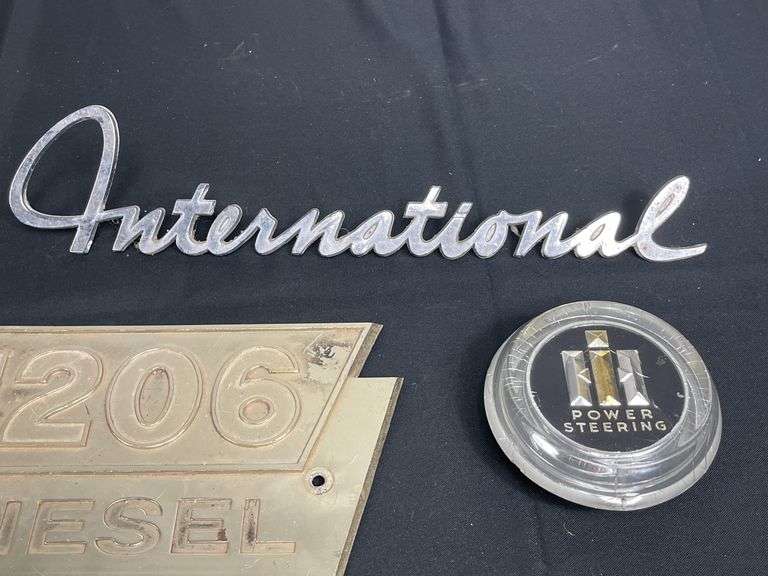 International
206
POWER
STEERING
IESEL